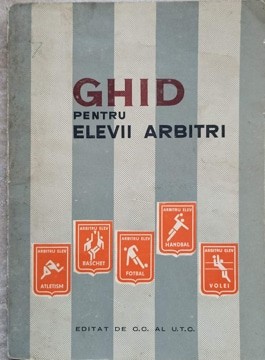 GHID
PENTRU
ELEVII ARBITRI
ARBITRU ELEV
ATLETISM
ARBITRU ELEV
BASCHET
ARBITRU ELEV
FOTBAL
ARBITRU ELEV
HANDBAL
ARBITRU ELEV
VOLEI
EDITAT DE C.C. AL U.T.C.